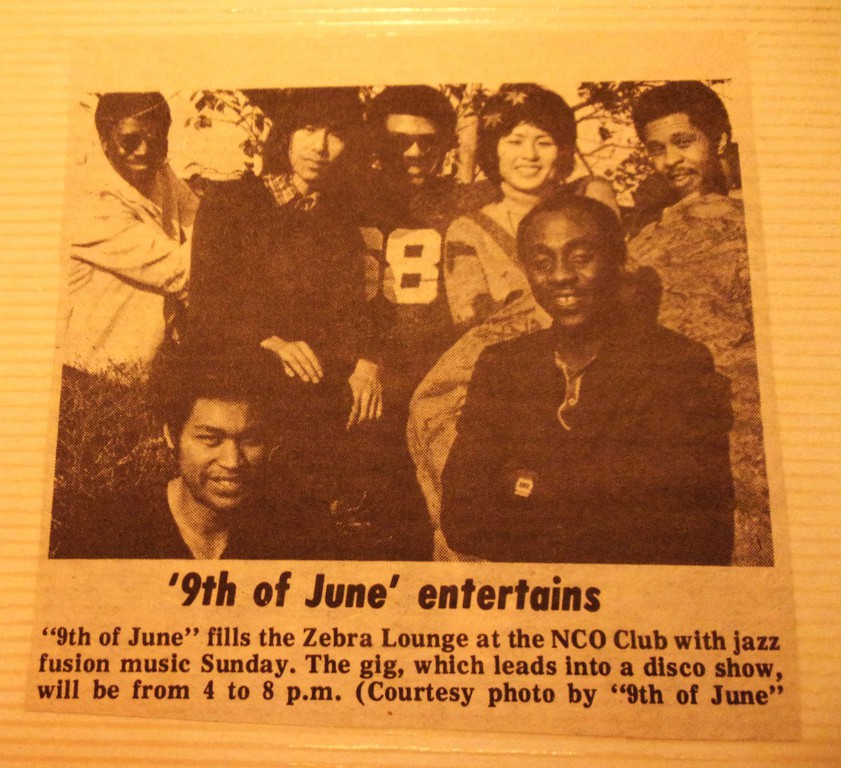 68
'9th of June' entertains
"9th of June" fills the Zebra Lounge at the NCO Club with jazz
fusion music Sunday. The gig, which leads into a disco show,
will be from 4 to 8 p.m. (Courtesy photo by "9th of June"